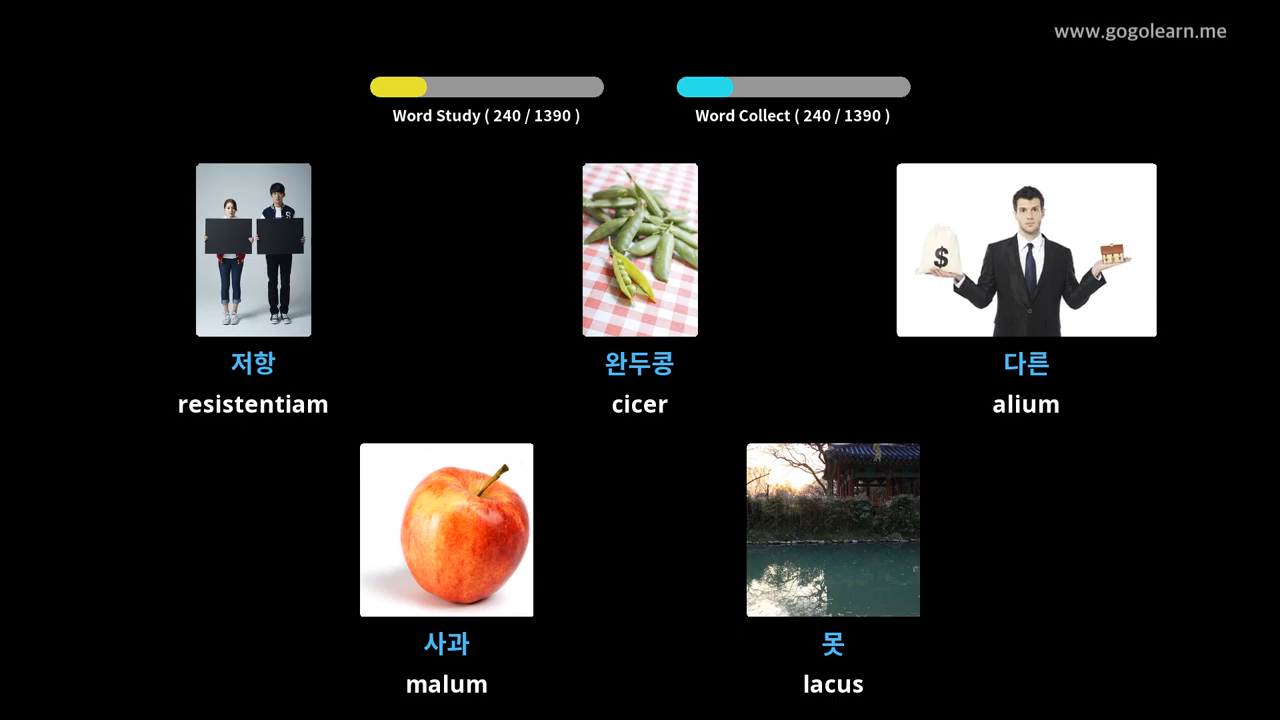 www.gogolearn.me
Word Study ( 240 / 1390 )
Word Collect ( 240 / 1390 )
저항
resistentiam
완두콩
cicer
다른
alium
$
S
사과
malum
못
lacus